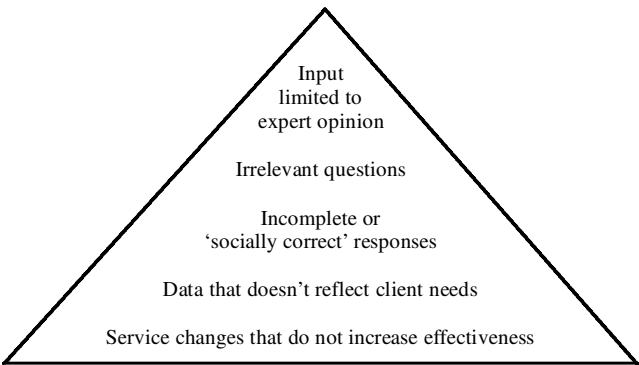 Input
limited to
expert opinion
Irrelevant questions
Incomplete or
‘socially correct’ responses
Data that doesn’t reflect client needs
Service changes that do not increase effectiveness